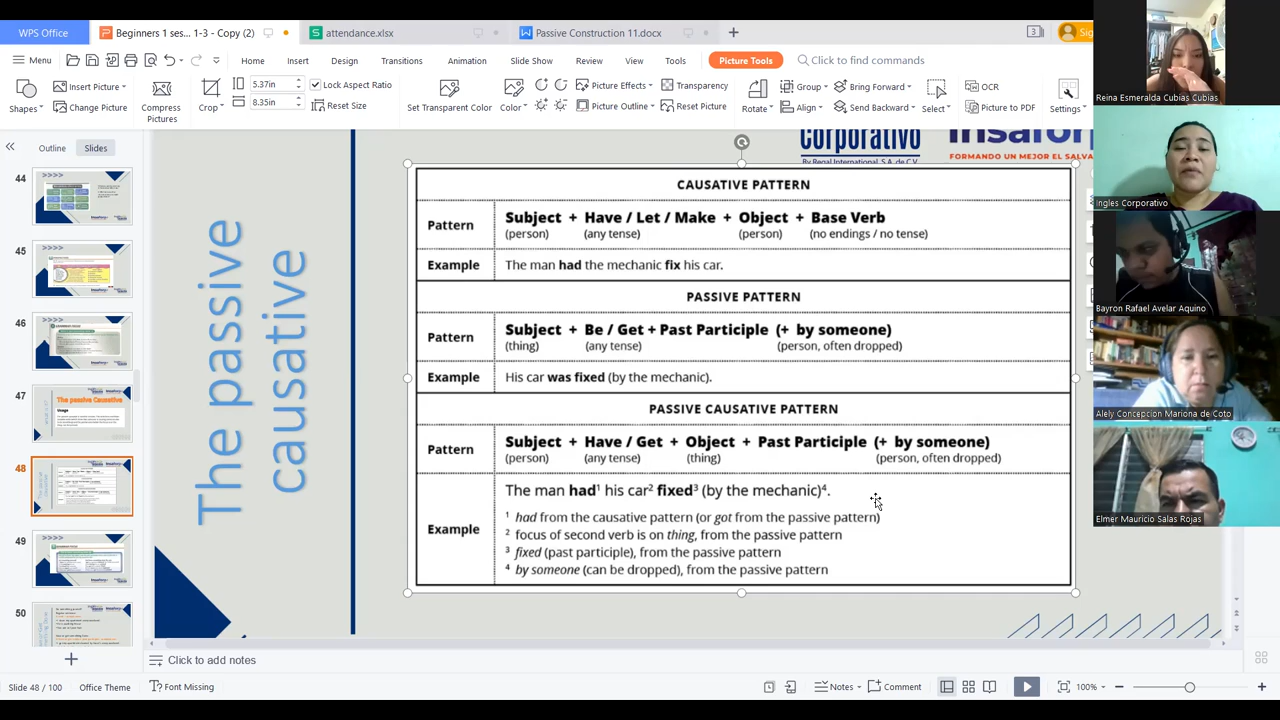 WPS Office
Beginners 1 ses... 1-3 - Copy (2)
attendance.xlsx
Passive Construction 11.docx
3
Sig
Menu
Home
Insert
Design
Transitions
Animation
Slide Show
Review
View
Tools
Picture Tools
Click to find commands
Shapes
Insert Picture
Change Picture
Compress Pictures
Crop
5.37in
8.35in
Lock Aspect Ratio
Reset Size
Set Transparent Color
Color
Picture Effects
Transparency
Picture Outline
Reset Picture
Rotate
Group
Align
Bring Forward
Send Backward
Select
OCR
Picture to PDF
Settings
Outline
Slides
44
45
46
47
The passive Causative
Usage
48
49
50
corporativo
By Regal International, S.A. de C.V.
insaforp
FORMANDO UN MEJOR EL SALVA
The passive
causative
CAUSATIVE PATTERN
Pattern
Subject + Have / Let / Make + Object + Base Verb
(person) (any tense) (person) (no endings / no tense)
Example
The man had the mechanic fix his car.
PASSIVE PATTERN
Pattern
Subject + Be / Get + Past Participle (+ by someone)
(thing) (any tense) (person, often dropped)
Example
His car was fixed (by the mechanic).
PASSIVE CAUSATIVE PATTERN
Pattern
Subject + Have / Get + Object + Past Participle (+ by someone)
(person) (any tense) (thing) (person, often dropped)
Example
The man had¹ his car² fixed³ (by the mechanic)⁴.
¹ had from the causative pattern (or got from the passive pattern)
² focus of second verb is on thing, from the passive pattern
³ fixed (past participle), from the passive pattern
⁴ by someone (can be dropped), from the passive pattern
Reina Esmeralda Cubias Cubias
Ingles Corporativo
Bayron Rafael Avelar Aquino
Alely Concepcion Mariona de Coto
Elmer Mauricio Salas Rojas
Click to add notes
Slide 48 / 100
Office Theme
Font Missing
Notes
Comment
100%